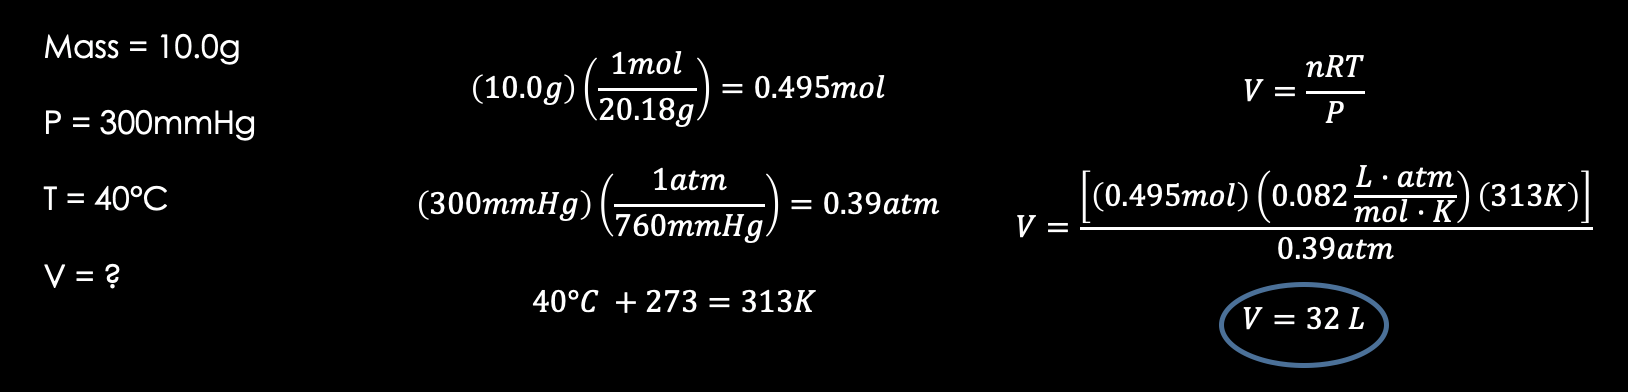 Mass = 10.0g
P = 300mmHg
T = 40°C
V = ?
(10.0g) (1mol / 20.18g) = 0.495mol
(300mmHg) (1atm / 760mmHg) = 0.39atm
40°C + 273 = 313K
V = nRT / P
V = [(0.495mol) (0.082 L · atm / mol · K) (313K)] / 0.39atm
V = 32 L